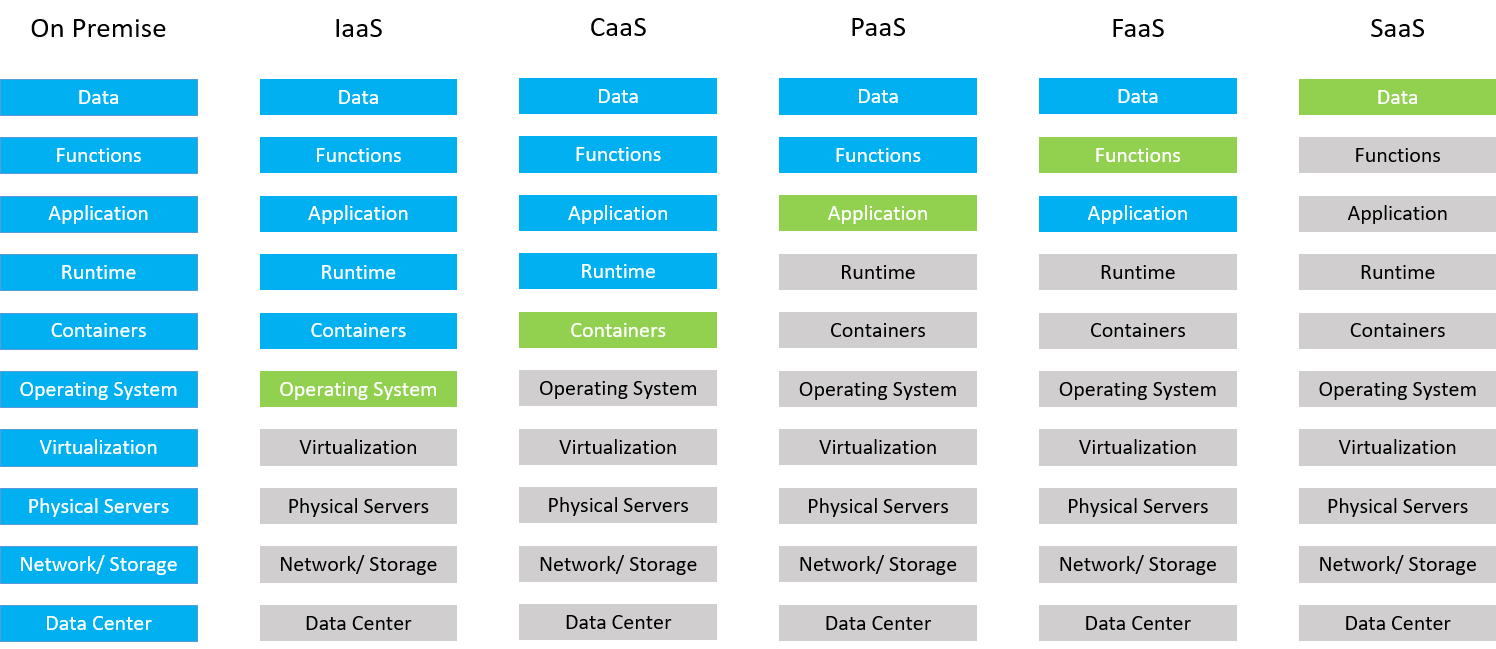 On Premise IaaS CaaS PaaS FaaS SaaS
Data Data Data Data Data Data
Functions Functions Functions Functions Functions Functions
Application Application Application Application Application Application
Runtime Runtime Runtime Runtime Runtime Runtime
Containers Containers Containers Containers Containers Containers
Operating System Operating System Operating System Operating System Operating System Operating System
Virtualization Virtualization Virtualization Virtualization Virtualization Virtualization
Physical Servers Physical Servers Physical Servers Physical Servers Physical Servers Physical Servers
Network/ Storage Network/ Storage Network/ Storage Network/ Storage Network/ Storage Network/ Storage
Data Center Data Center Data Center Data Center Data Center Data Center